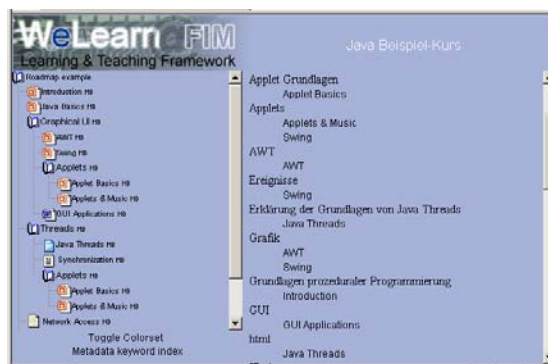 WeLearn FIM
Learning & Teaching Framework
Java Beispiel-Kurs
Roadmap example
Introduction
Java Basics
Graphical UI
AWT
Swing
Applets
Applet Basics
Applets & Music
GUI Applications
Threads
Java Threads
Synchronization
Applets
Applet Basics
Applets & Music
Network Access
Toggle Colorset
Metadata keyword index
Applet Grundlagen
Applet Basics
Applets
Applets & Music
Swing
AWT
AWT
Ereignisse
Swing
Erklärung der Grundlagen von Java Threads
Java Threads
Grafik
AWT
Swing
Grundlagen prozeduraler Programmierung
Introduction
GUI
GUI Applications
html
Java Threads